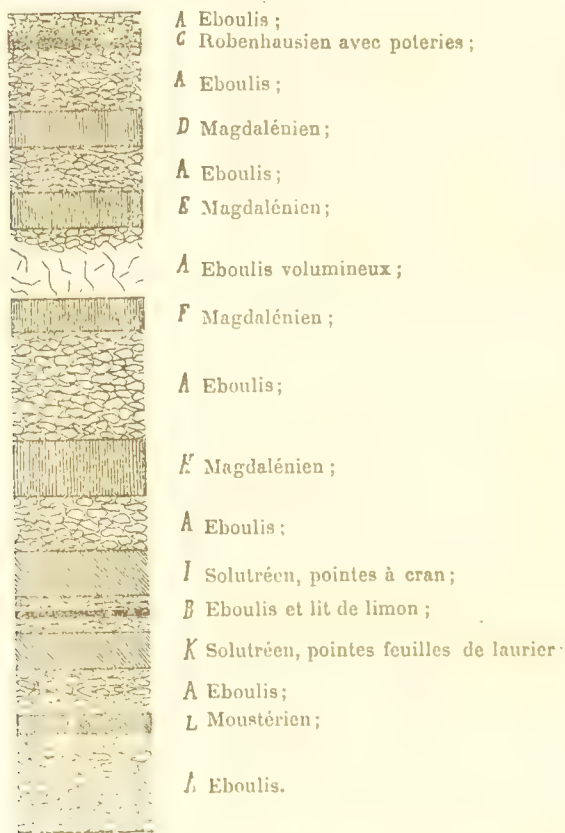 A Eboulis ;
C Robenhausien avec poteries ;
A Eboulis ;
D Magdalénien ;
A Eboulis ;
E Magdalénien ;
A Eboulis volumineux ;
F Magdalénien ;
A Eboulis ;
H Magdalénien ;
A Eboulis ;
I Solutréen, pointes à cran ;
B Eboulis et lit de limon ;
K Solutréen, pointes feuilles de laurier
A Eboulis ;
L Moustérien ;
A Eboulis.